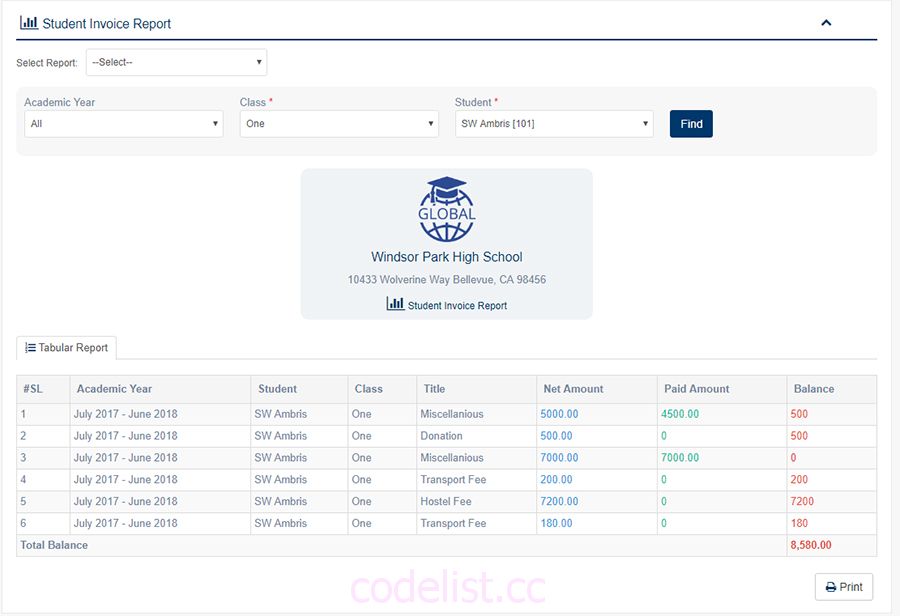 Student Invoice Report
Select Report: --Select--
Academic Year Class * Student *
All One SW Ambris [101] Find
GLOBAL
Windsor Park High School
10433 Wolverine Way Bellevue, CA 98456
Student Invoice Report
Tabular Report
#SL Academic Year Student Class Title Net Amount Paid Amount Balance
1 July 2017 - June 2018 SW Ambris One Miscellanious 5000.00 4500.00 500
2 July 2017 - June 2018 SW Ambris One Donation 500.00 0 500
3 July 2017 - June 2018 SW Ambris One Miscellanious 7000.00 7000.00 0
4 July 2017 - June 2018 SW Ambris One Transport Fee 200.00 0 200
5 July 2017 - June 2018 SW Ambris One Hostel Fee 7200.00 0 7200
6 July 2017 - June 2018 SW Ambris One Transport Fee 180.00 0 180
Total Balance 8,580.00
codelist.cc
Print